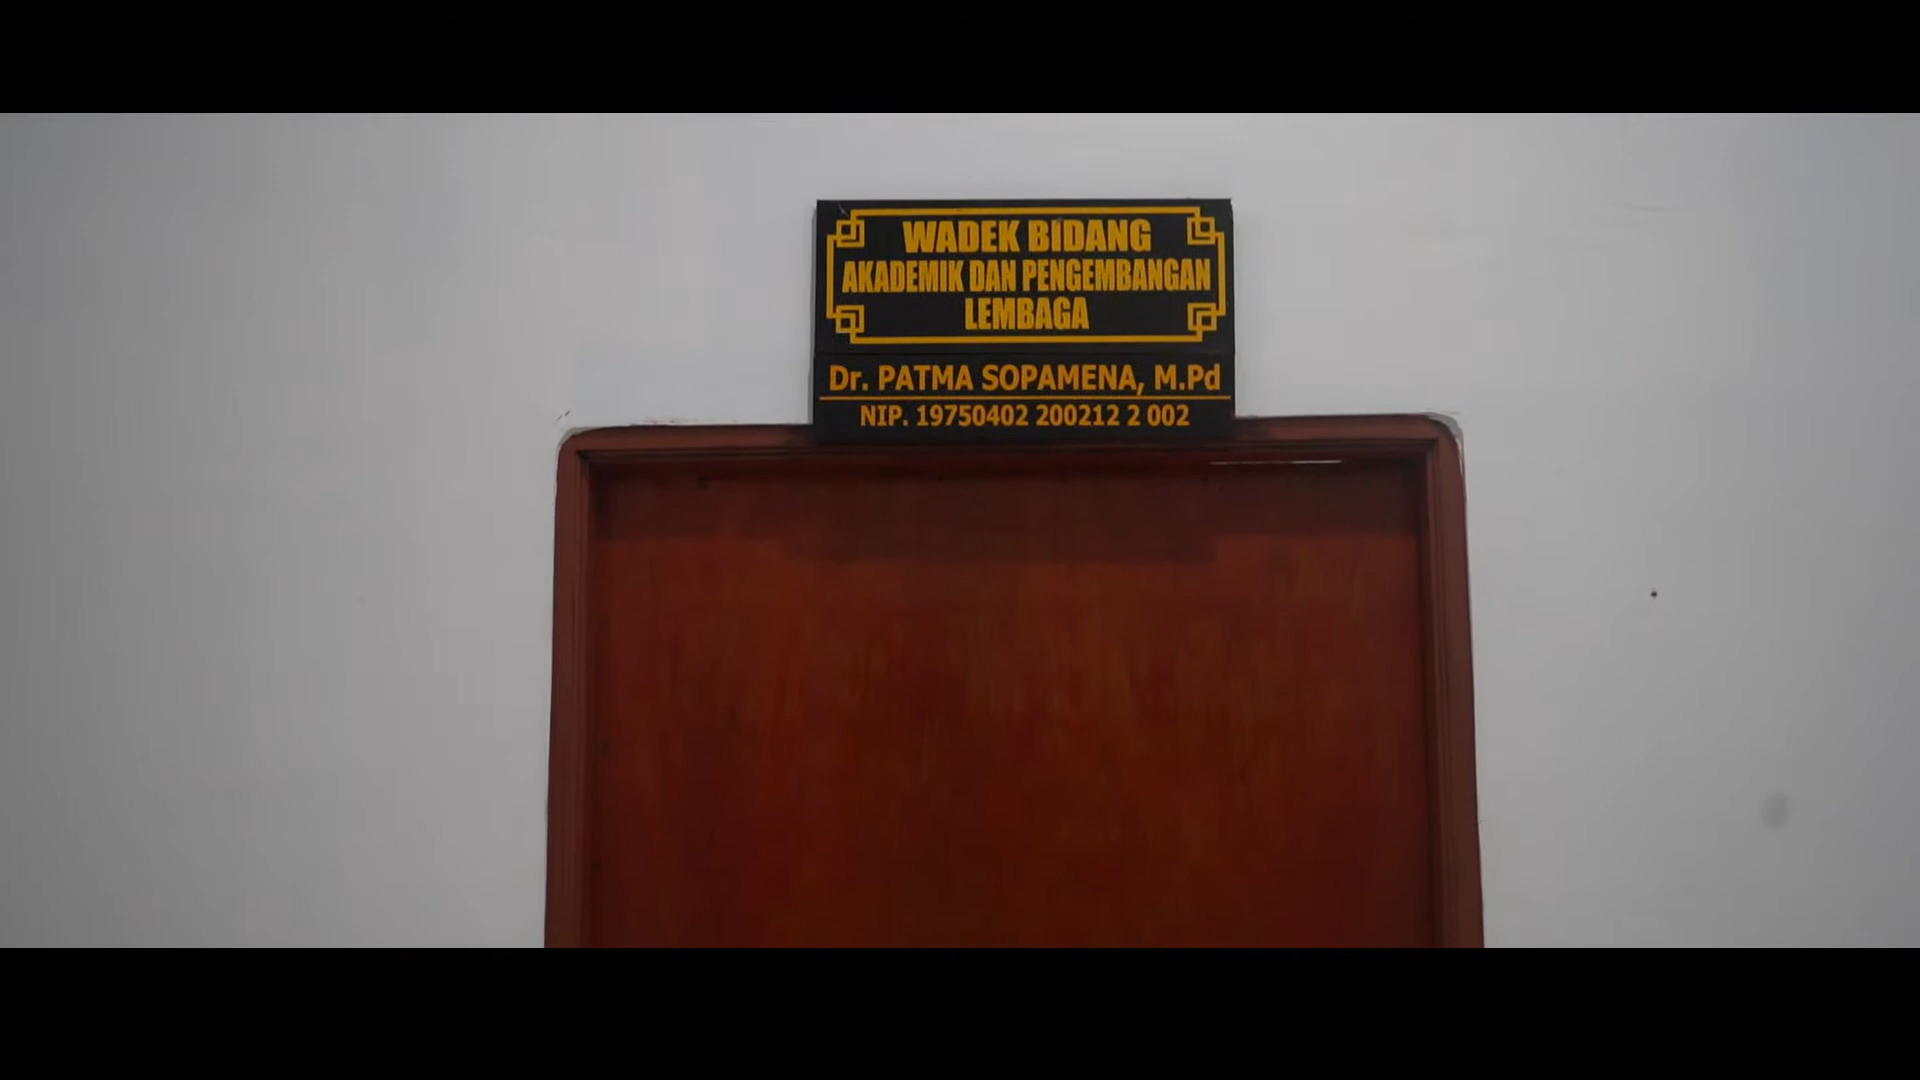 WADEK BIDANG
AKADEMIK DAN PENGEMBANGAN
LEMBAGA
Dr. PATMA SOPAMENA, M.Pd
NIP. 19750402 200212 2 002